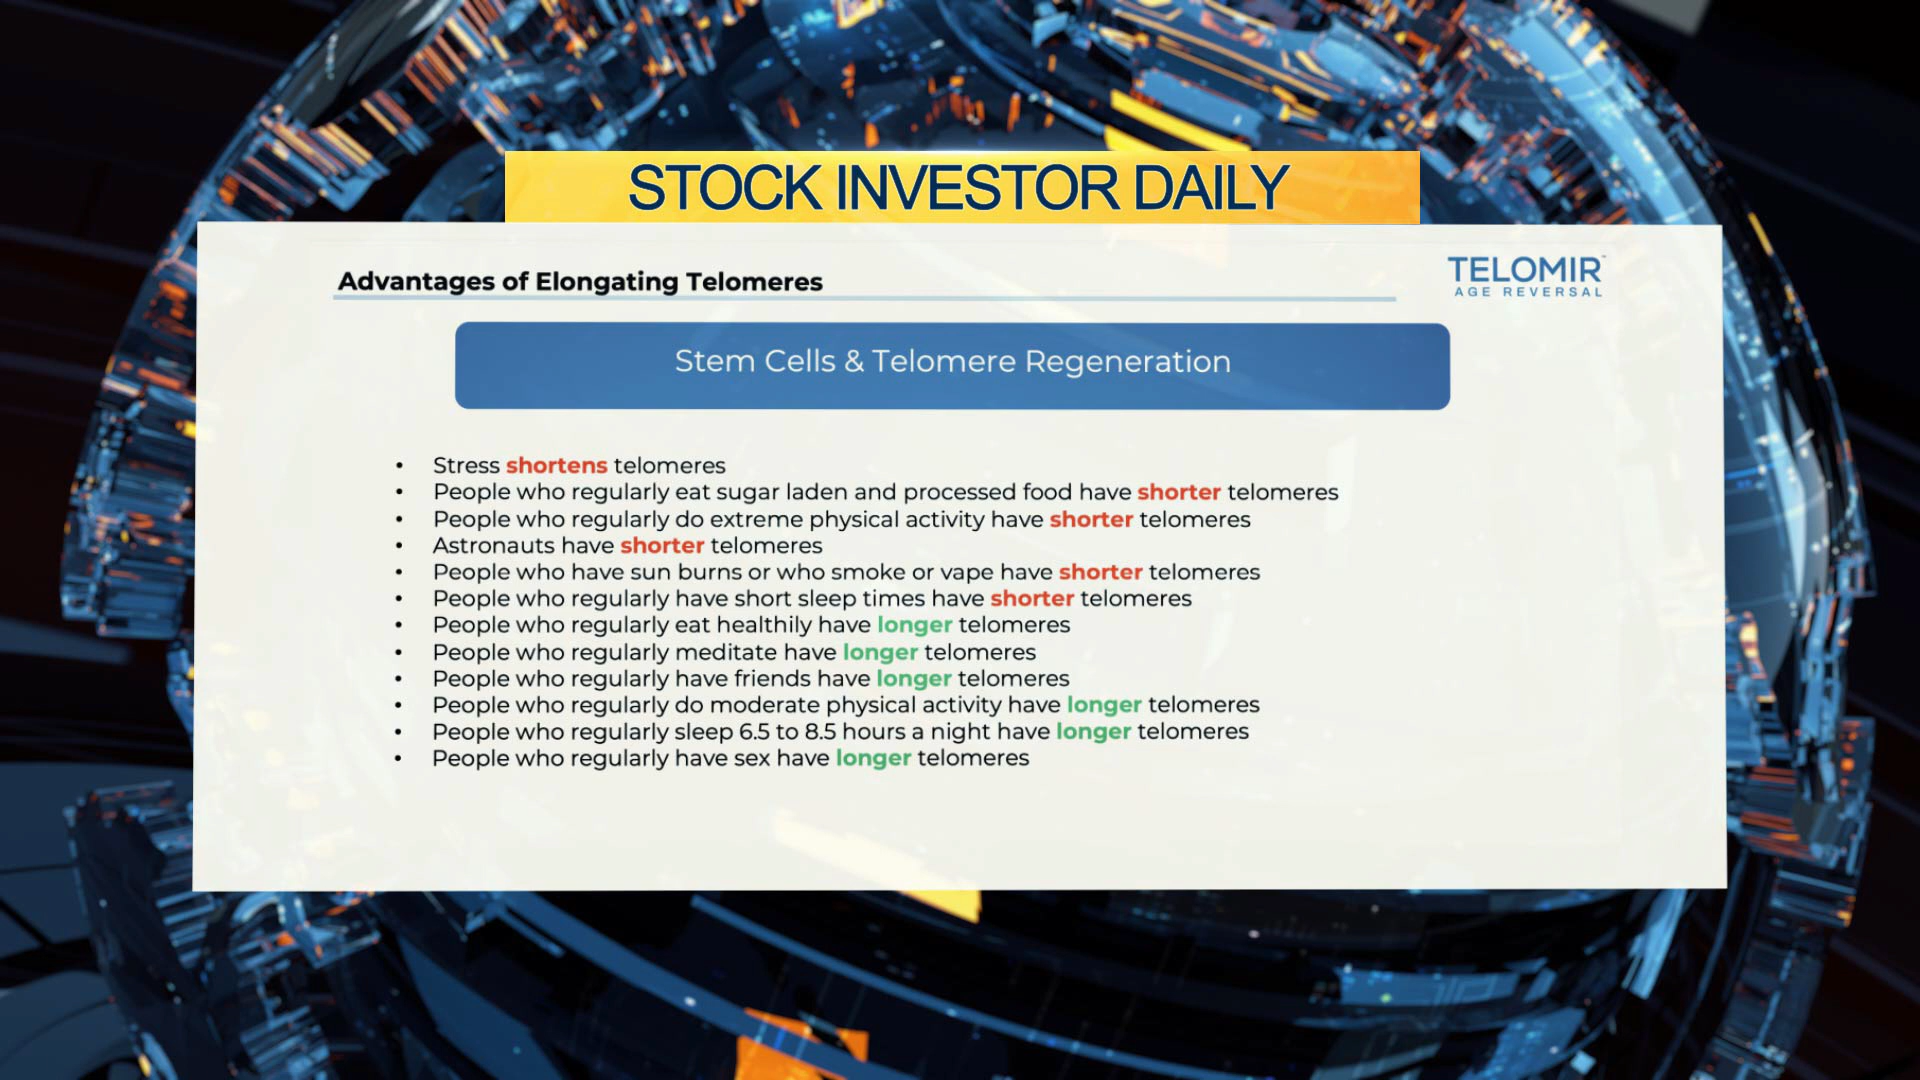 STOCK INVESTOR DAILY
Advantages of Elongating Telomeres
TELOMIR™
AGE REVERSAL
Stem Cells & Telomere Regeneration
• Stress shortens telomeres
• People who regularly eat sugar laden and processed food have shorter telomeres
• People who regularly do extreme physical activity have shorter telomeres
• Astronauts have shorter telomeres
• People who have sun burns or who smoke or vape have shorter telomeres
• People who regularly have short sleep times have shorter telomeres
• People who regularly eat healthily have longer telomeres
• People who regularly meditate have longer telomeres
• People who regularly have friends have longer telomeres
• People who regularly do moderate physical activity have longer telomeres
• People who regularly sleep 6.5 to 8.5 hours a night have longer telomeres
• People who regularly have sex have longer telomeres